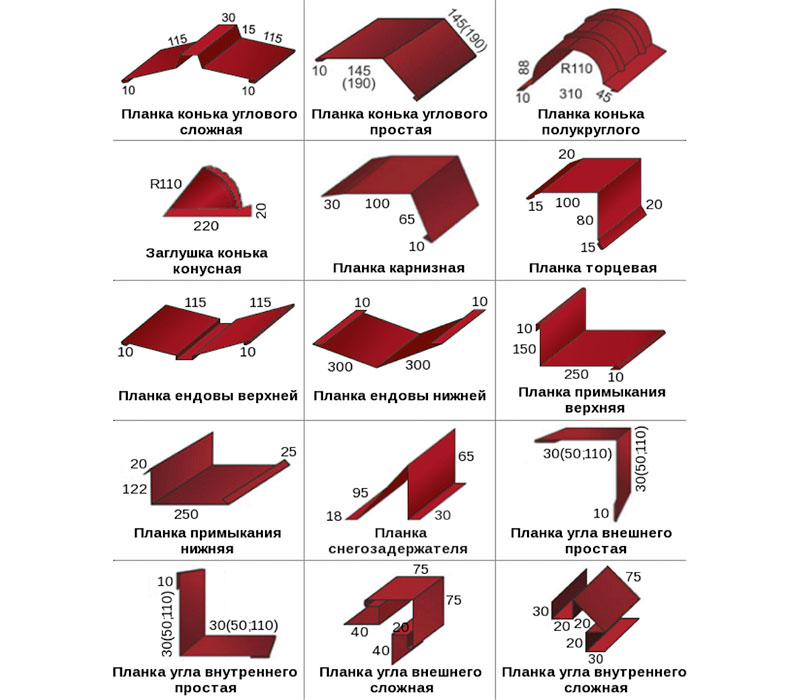 30
15
115
115
10
10
Планка конька углового
сложная
145(190)
10
145
(190)
Планка конька углового
простая
88
R110
10
310
45
Планка конька
полукруглого
R110
220
20
Заглушка конька
конусная
30
100
65
10
Планка карнизная
20
15
100
80
20
15
Планка торцевая
115
115
10
10
Планка ендовы верхней
10
10
300
300
Планка ендовы нижней
10
150
250
10
Планка примыкания
верхняя
20
25
122
250
Планка примыкания
нижняя
65
95
18
30
Планка
снегозадержателя
30(50;110)
30(50;110)
10
Планка угла внешнего
простая
10
30(50;110)
30(50;110)
Планка угла внутреннего
простая
75
75
40
20
40
Планка угла внешнего
сложная
75
30
20
20
20
30
Планка угла внутреннего
сложная